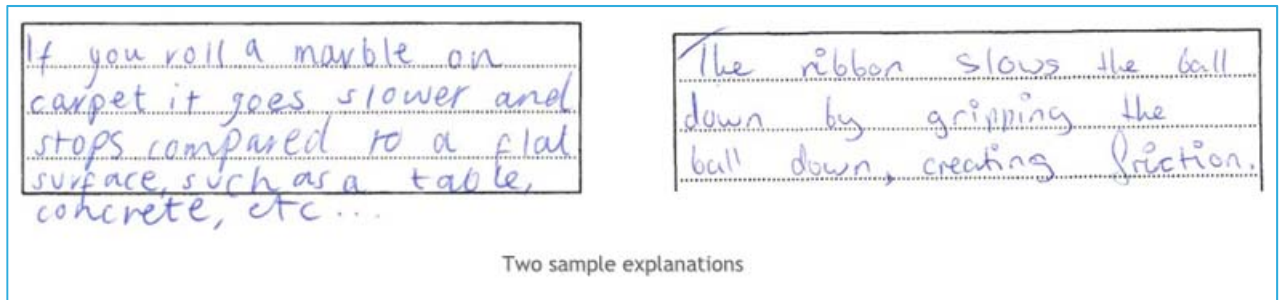 If you roll a marble on
carpet it goes slower and
stops compared to a flat
surface, such as a table,
concrete, etc...
The ribbon slows the ball
down by gripping the
ball down, creating friction.
Two sample explanations